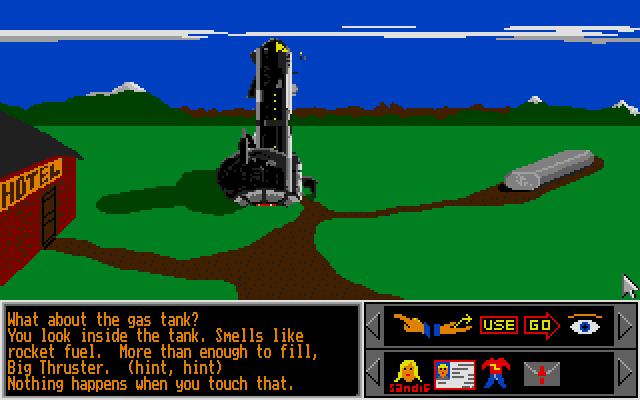 HOTEL
What about the gas tank?
You look inside the tank. Smells like
rocket fuel.  More than enough to fill,
Big Thruster.  (hint, hint)
Nothing happens when you touch that.
USE GO
SANDIE